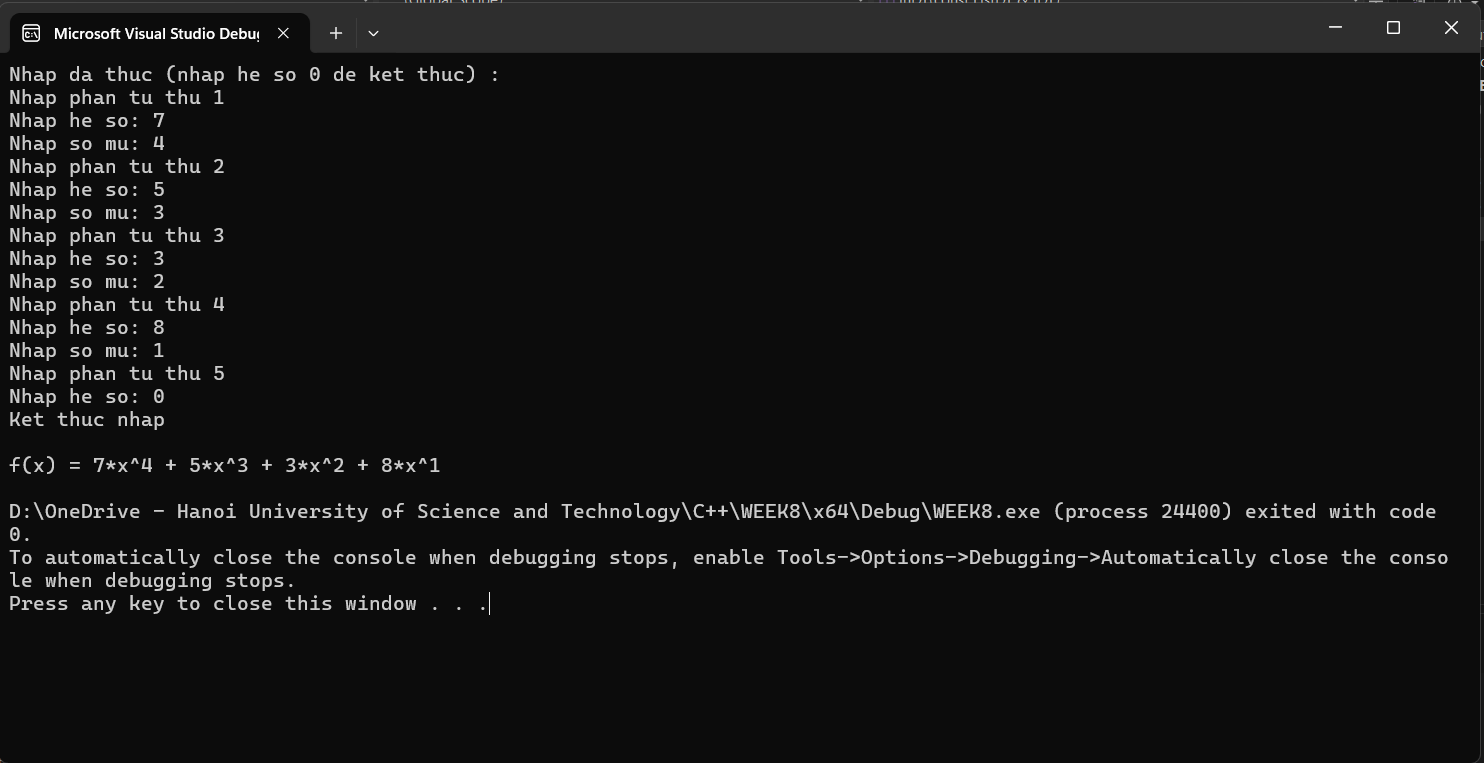 Microsoft Visual Studio Debu
Nhap da thuc (nhap he so 0 de ket thuc) :
Nhap phan tu thu 1
Nhap he so: 7
Nhap so mu: 4
Nhap phan tu thu 2
Nhap he so: 5
Nhap so mu: 3
Nhap phan tu thu 3
Nhap he so: 3
Nhap so mu: 2
Nhap phan tu thu 4
Nhap he so: 8
Nhap so mu: 1
Nhap phan tu thu 5
Nhap he so: 0
Ket thuc nhap
f(x) = 7*x^4 + 5*x^3 + 3*x^2 + 8*x^1
D:\OneDrive - Hanoi University of Science and Technology\C++\WEEK8\x64\Debug\WEEK8.exe (process 24400) exited with code
0.
To automatically close the console when debugging stops, enable Tools->Options->Debugging->Automatically close the conso
le when debugging stops.
Press any key to close this window . . .